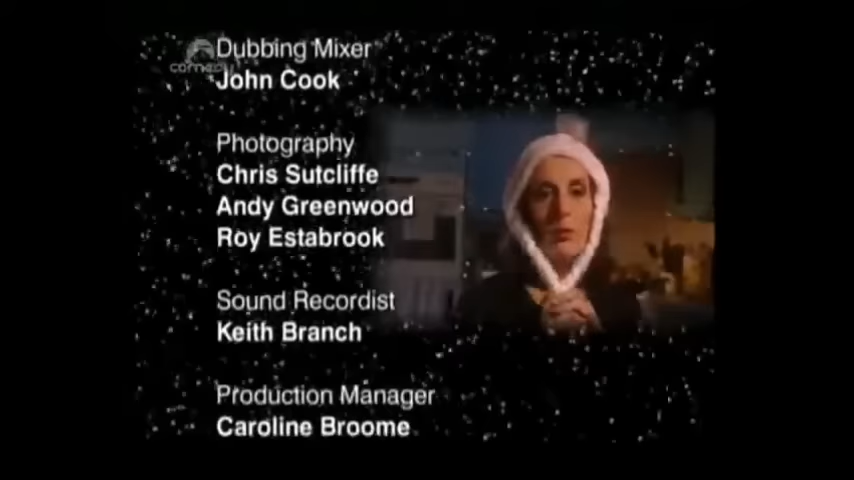 Dubbing Mixer
comedy
John Cook
Photography
Chris Sutcliffe
Andy Greenwood
Roy Estabrook
Sound Recordist
Keith Branch
Production Manager
Caroline Broome